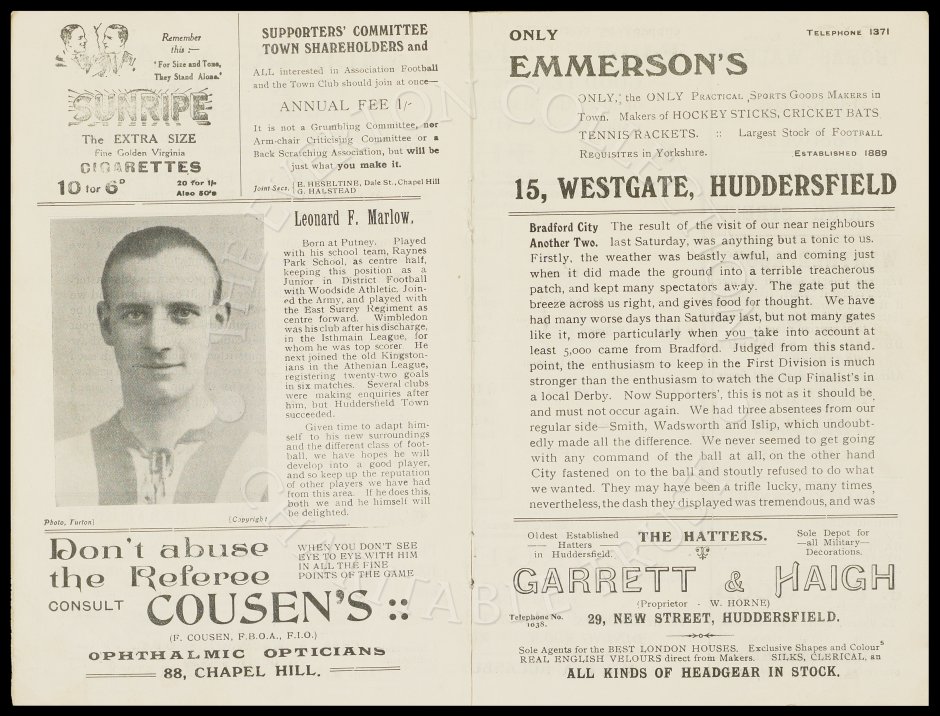 Remember
this :—
'For Size and Tone,
They Stand Alone.'
SUNRIPE
The EXTRA SIZE
Fine Golden Virginia
CIGARETTES
10 for 6D
20 for 1/-
Also 50's
SUPPORTERS' COMMITTEE
TOWN SHAREHOLDERS and
ALL interested in Association Football
and the Town Club should join at once—
ANNUAL FEE 1/-
It is not a Grumbling Committee, nor
Arm-chair Criticising Committee or a
Back Scratching Association, but will be
just what you make it.
Joint Secs. { E. HESELTINE, Dale St., Chapel Hill
G. HALSTEAD
Leonard F. Marlow.
Born at Putney. Played
with his school team, Raynes
Park School, as centre half,
keeping this position as a
Junior in District Football
with Woodside Athletic. Join-
ed the Army, and played with
the East Surrey Regiment as
centre forward. Wimbledon
was his club after his discharge,
in the Isthmain League, for
whom he was top scorer. He
next joined the old Kingston-
ians in the Athenian League,
registering twenty-two goals
in six matches. Several clubs
were making enquiries after
him, but Huddersfield Town
succeeded.
Given time to adapt him-
self to his new surroundings
and the different class of foot-
ball, we have hopes he will
develop into a good player,
and so keep up the reputation
of other players we have had
from this area. If he does this,
both we and he himself will
be delighted.
Photo, Turton]
[Copyright
Don't abuse
the Referee
WHEN YOU DON'T SEE
EYE TO EYE WITH HIM
IN ALL THE FINE
POINTS OF THE GAME
CONSULT COUSEN'S ::
(F. COUSEN, F.B.O.A., F.I.O.)
OPHTHALMIC OPTICIANS
88, CHAPEL HILL.
ONLY
TELEPHONE 1371
EMMERSON'S
ONLY, the ONLY PRACTICAL SPORTS GOODS MAKERS in
Town. Makers of HOCKEY STICKS, CRICKET BATS
TENNIS RACKETS. :: Largest Stock of FOOTBALL
REQUISITES in YORKSHIRE. ESTABLISHED 1889
15, WESTGATE, HUDDERSFIELD
Bradford City
Another Two.
The result of the visit of our near neighbours
last Saturday, was anything but a tonic to us.
Firstly, the weather was beastly awful, and coming just
when it did made the ground into a terrible treacherous
patch, and kept many spectators away. The gate put the
breeze across us right, and gives food for thought. We have
had many worse days than Saturday last, but not many gates
like it, more particularly when you take into account at
least 5,000 came from Bradford. Judged from this stand.
point, the enthusiasm to keep in the First Division is much
stronger than the enthusiasm to watch the Cup Finalist's in
a local Derby. Now Supporters', this is not as it should be
and must not occur again. We had three absentees from our
regular side—Smith, Wadsworth and Islip, which undoubt-
edly made all the difference. We never seemed to get going
with any command of the ball at all, on the other hand
City fastened on to the ball and stoutly refused to do what
we wanted. They may have been a trifle lucky, many times
nevertheless, the dash they displayed was tremendous, and was
Oldest Established
— Hatters —
in Huddersfield.
THE HATTERS.
Sole Depot for
—all Military—
Decorations.
GARRETT & HAIGH
(Proprietor - W. HORNE)
Telephone No.
1038.
29, NEW STREET, HUDDERSFIELD.
Sole Agents for the BEST LONDON HOUSES. Exclusive Shapes and Colours
REAL ENGLISH VELOURS direct from Makers. SILKS, CLERICAL, an
ALL KINDS OF HEADGEAR IN STOCK.